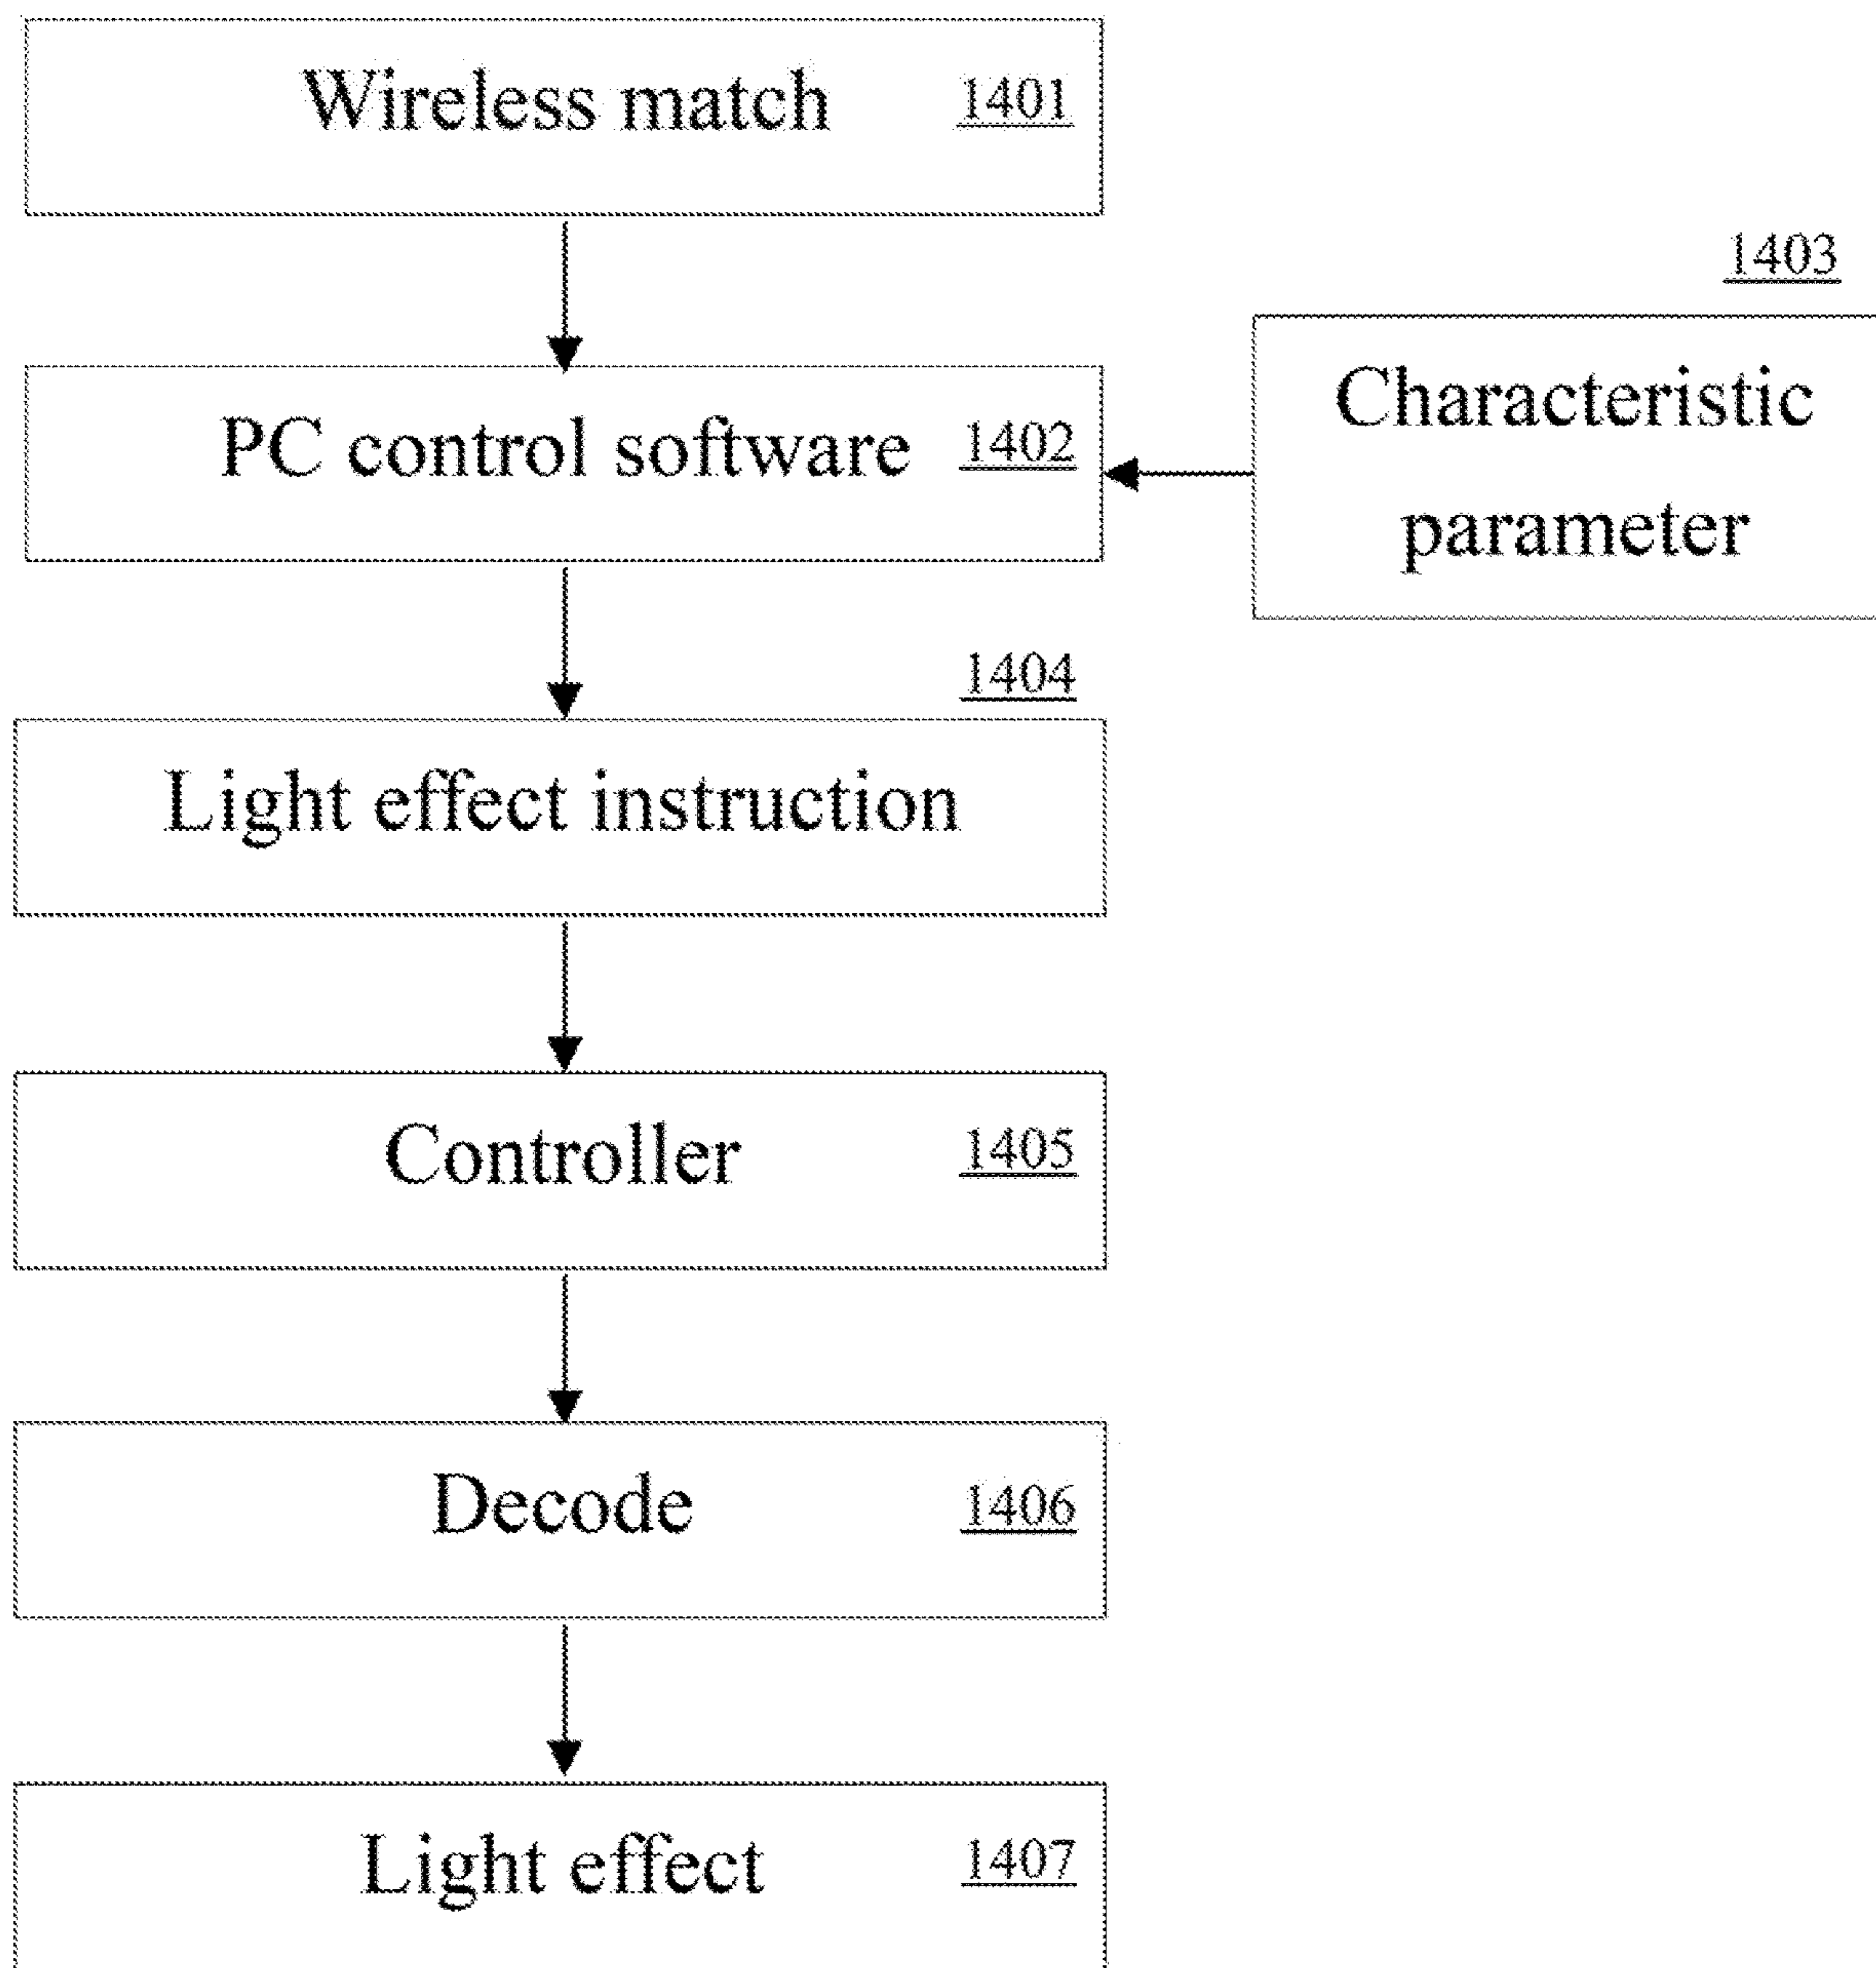 Wireless match 1401
1403
PC control software 1402
Characteristic
parameter
1404
Light effect instruction
Controller 1405
Decode 1406
Light effect 1407